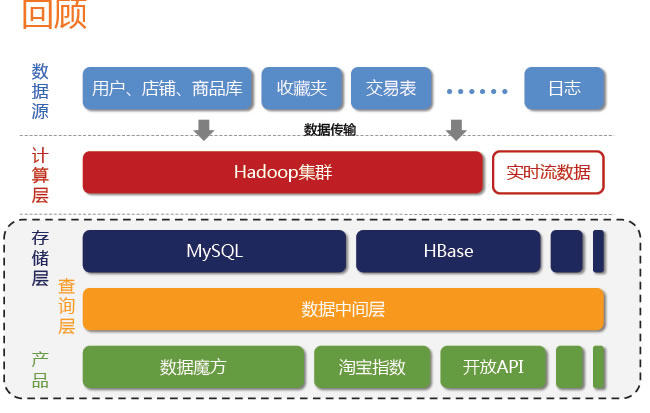 回顾
数据源
用户、店铺、商品库 收藏夹 交易表 …… 日志
数据传输
计算层
Hadoop集群 实时流数据
存储层
MySQL HBase
查询层
数据中间层
产品
数据魔方 淘宝指数 开放API